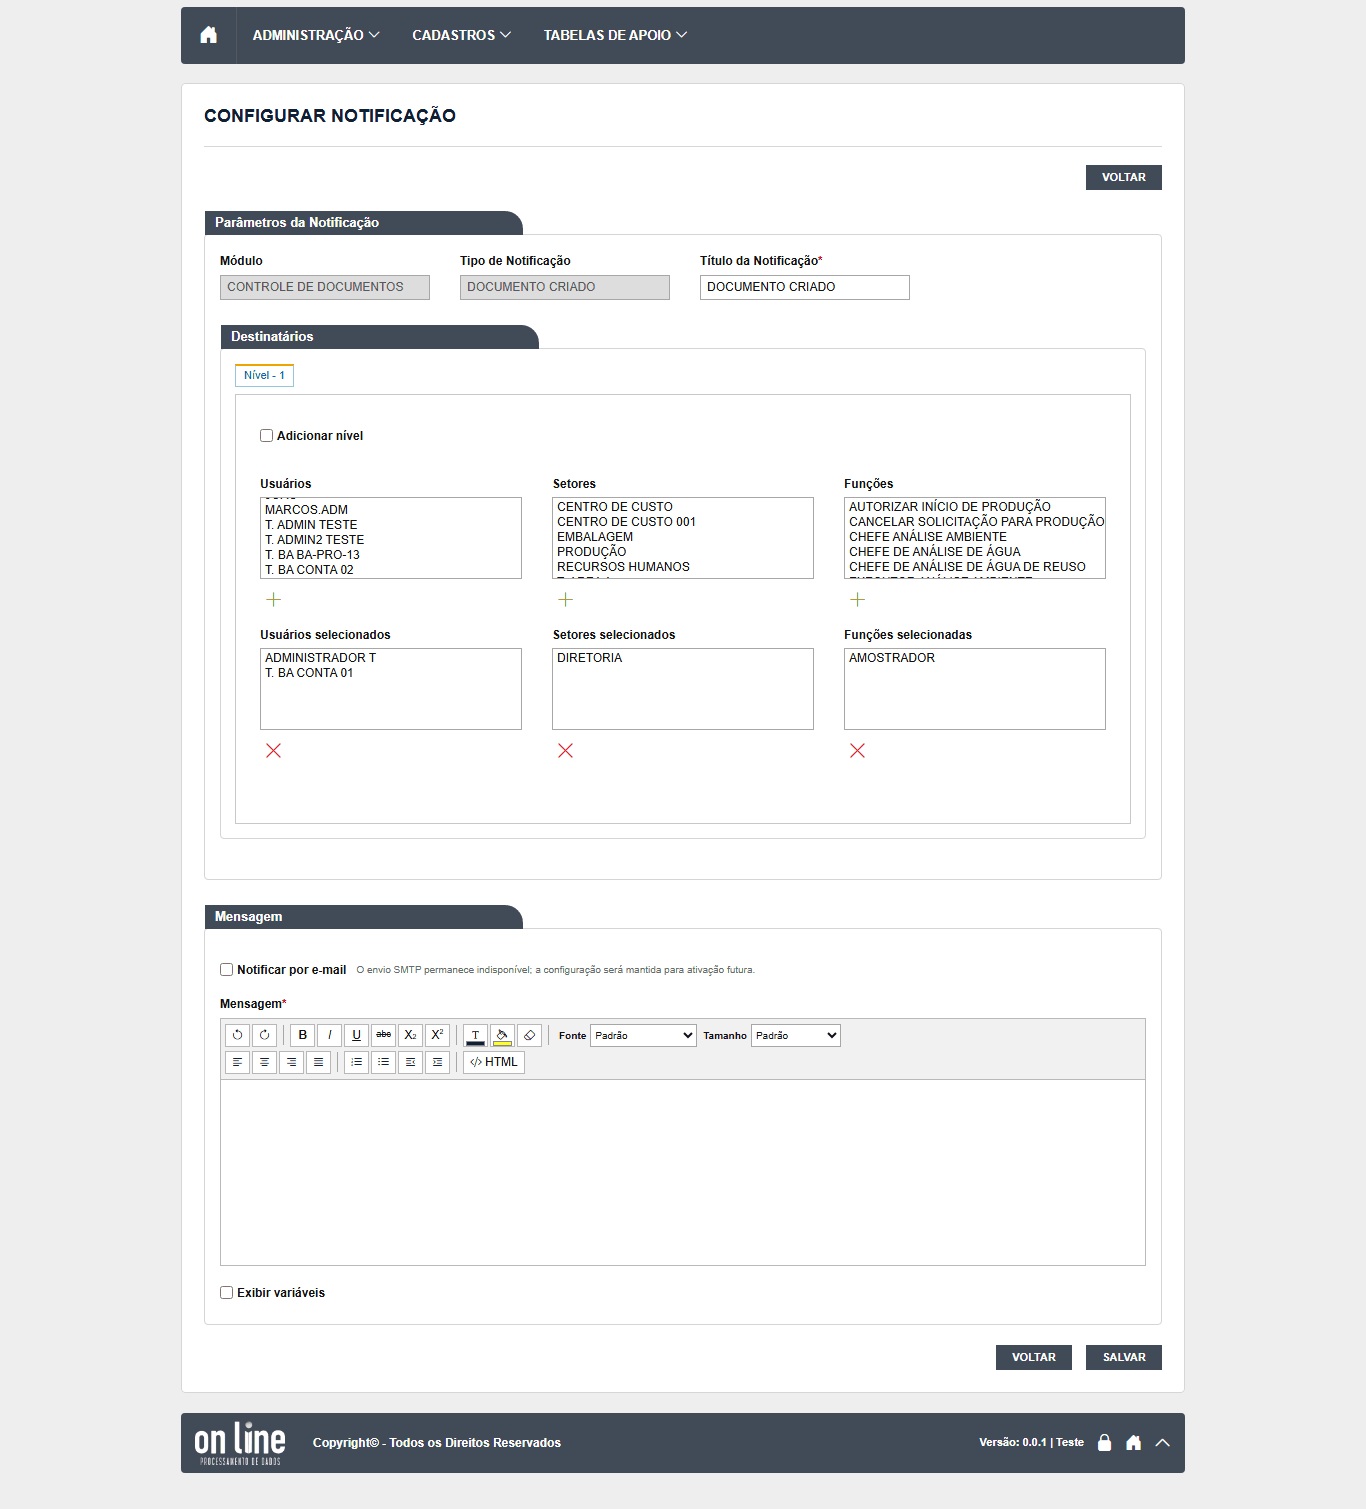 ADMINISTRAÇÃO CADASTROS TABELAS DE APOIO
CONFIGURAR NOTIFICAÇÃO
VOLTAR
Parâmetros da Notificação
Módulo Tipo de Notificação Título da Notificação*
CONTROLE DE DOCUMENTOS DOCUMENTO CRIADO DOCUMENTO CRIADO
Destinatários
Nível - 1
Adicionar nível
Usuários
MARCOS.ADM
T. ADMIN TESTE
T. ADMIN2 TESTE
T. BA BA-PRO-13
T. BA CONTA 02
Setores
CENTRO DE CUSTO
CENTRO DE CUSTO 001
EMBALAGEM
PRODUÇÃO
RECURSOS HUMANOS
Funções
AUTORIZAR INÍCIO DE PRODUÇÃO
CANCELAR SOLICITAÇÃO PARA PRODUÇÃO
CHEFE ANÁLISE AMBIENTE
CHEFE DE ANÁLISE DE ÁGUA
CHEFE DE ANÁLISE DE ÁGUA DE REUSO
Usuários selecionados
ADMINISTRADOR T
T. BA CONTA 01
Setores selecionados
DIRETORIA
Funções selecionadas
AMOSTRADOR
Mensagem
Notificar por e-mail O envio SMTP permanece indisponível; a configuração será mantida para ativação futura.
Mensagem*
B I U abc X2 X2 T Fonte Padrão Tamanho Padrão
</> HTML
Exibir variáveis
VOLTAR SALVAR
on line
PROCESSAMENTO DE DADOS
Copyright© - Todos os Direitos Reservados
Versão: 0.0.1 | Teste